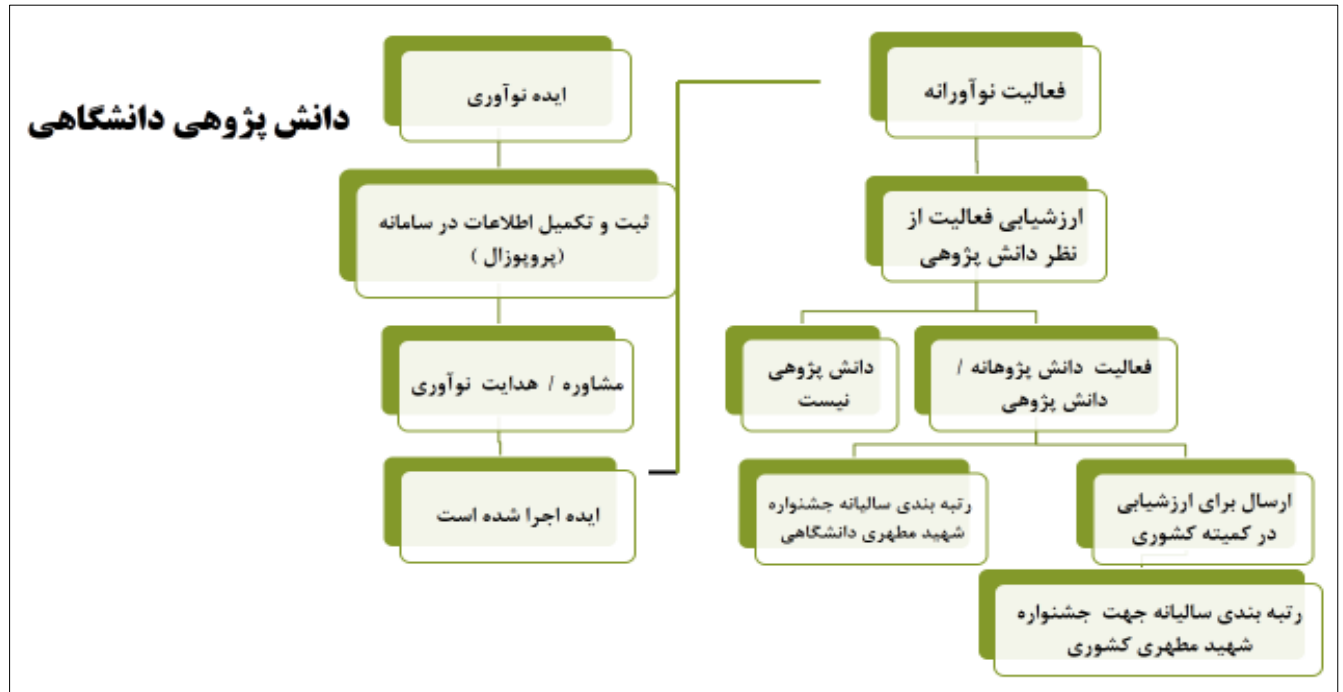 دانش پژوهی دانشگاهی
ایده نوآوری
ثبت و تکمیل اطلاعات در سامانه
(پروپوزال )
مشاوره / هدایت نوآوری
ایده اجرا شده است
فعالیت نوآورانه
ارزشیابی فعالیت از
نظر دانش پژوهی
فعالیت دانش پژوهانه /
دانش پژوهی
دانش پژوهی
نیست
ارسال برای ارزشیابی
در کمیته کشوری
رتبه بندی سالیانه جشنواره
شهید مطهری دانشگاهی
رتبه بندی سالیانه جهت جشنواره
شهید مطهری کشوری